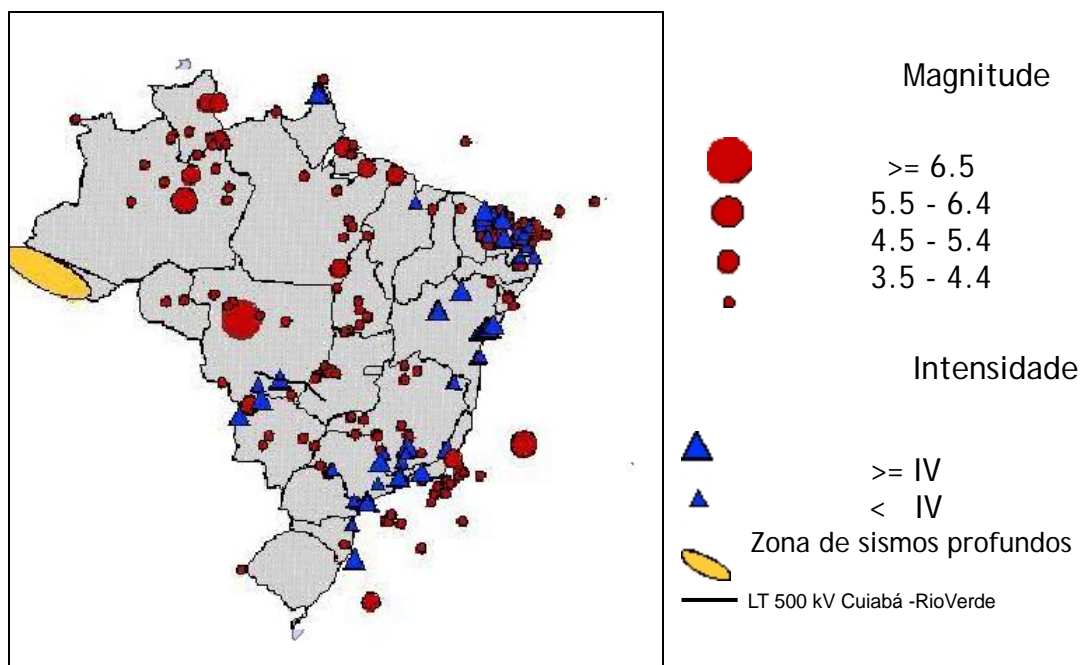 Magnitude
>= 6.5
5.5 - 6.4
4.5 - 5.4
3.5 - 4.4
Intensidade
>= IV
< IV
Zona de sismos profundos
LT 500 kV Cuiabá -RioVerde